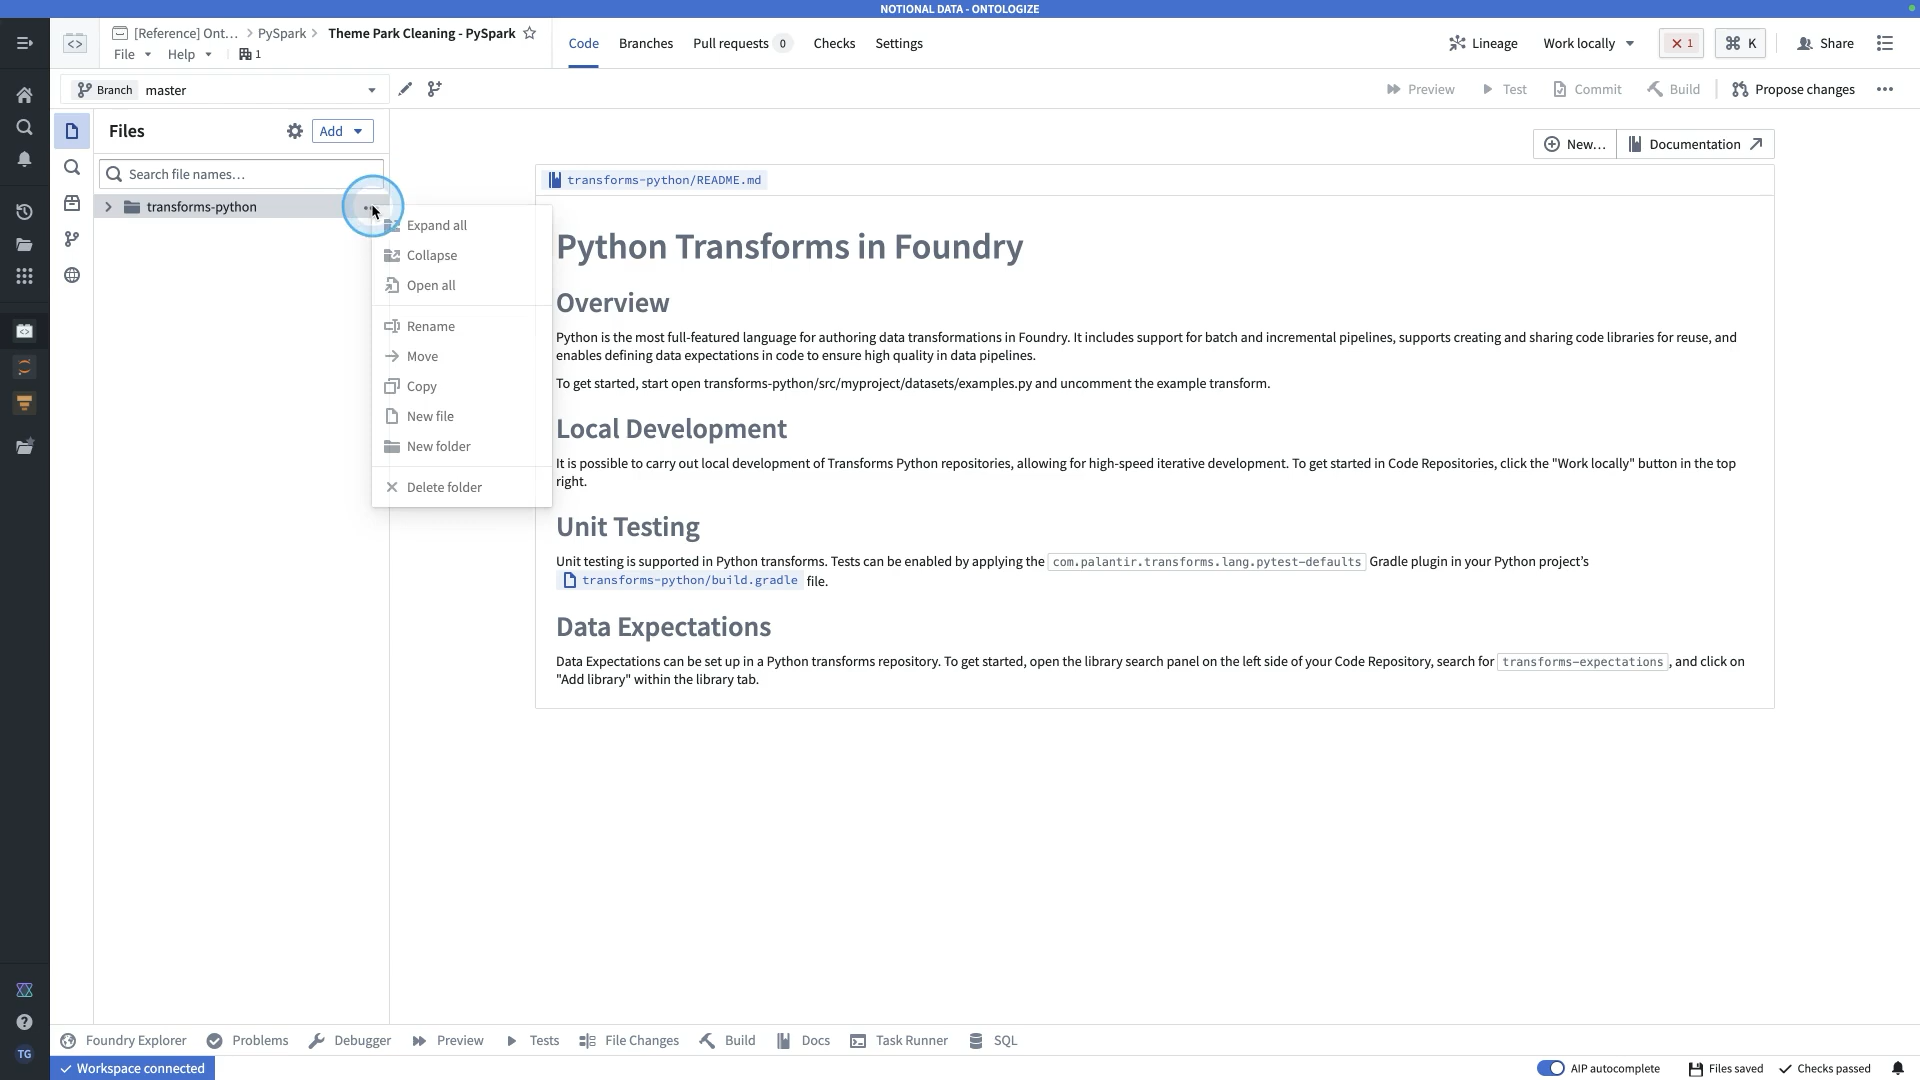 NOTIONAL DATA - ONTOLOGIZE
[Reference] Ont… > PySpark > Theme Park Cleaning - PySpark
File Help 1
Code Branches Pull requests 0 Checks Settings
Lineage Work locally 1 ⌘ K Share
Branch master
Preview Test Commit Build Propose changes
Files Add
Search file names…
transforms-python
Expand all
Collapse
Open all
Rename
Move
Copy
New file
New folder
Delete folder
New… Documentation
transforms-python/README.md
Python Transforms in Foundry
Overview
Python is the most full-featured language for authoring data transformations in Foundry. It includes support for batch and incremental pipelines, supports creating and sharing code libraries for reuse, and
enables defining data expectations in code to ensure high quality in data pipelines.
To get started, start open transforms-python/src/myproject/datasets/examples.py and uncomment the example transform.
Local Development
It is possible to carry out local development of Transforms Python repositories, allowing for high-speed iterative development. To get started in Code Repositories, click the "Work locally" button in the top
right.
Unit Testing
Unit testing is supported in Python transforms. Tests can be enabled by applying the com.palantir.transforms.lang.pytest-defaults Gradle plugin in your Python project’s
transforms-python/build.gradle file.
Data Expectations
Data Expectations can be set up in a Python transforms repository. To get started, open the library search panel on the left side of your Code Repository, search for transforms-expectations, and click on
"Add library" within the library tab.
TG
Foundry Explorer Problems Debugger Preview Tests File Changes Build Docs Task Runner SQL
Workspace connected
AIP autocomplete Files saved Checks passed